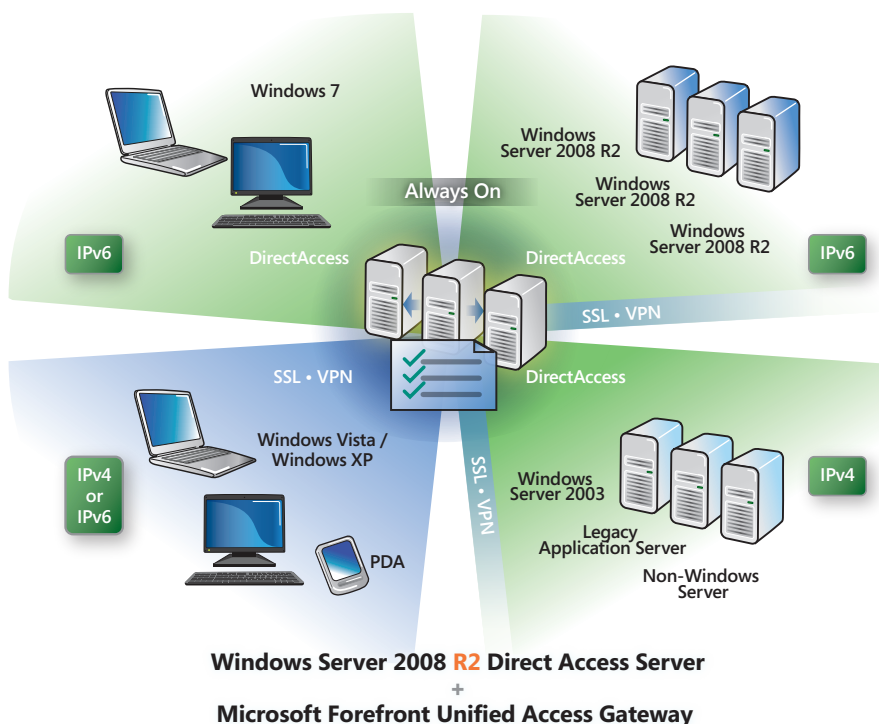 Windows 7
Windows
Server 2008 R2
Windows
Server 2008 R2
Windows
Server 2008 R2
Always On
IPv6
DirectAccess
DirectAccess
IPv6
SSL • VPN
SSL • VPN
DirectAccess
Windows Vista /
Windows XP
IPv4
or
IPv6
PDA
SSL • VPN
Windows
Server 2003
Legacy
Application Server
Non-Windows
Server
IPv4
Windows Server 2008 R2 Direct Access Server
+
Microsoft Forefront Unified Access Gateway